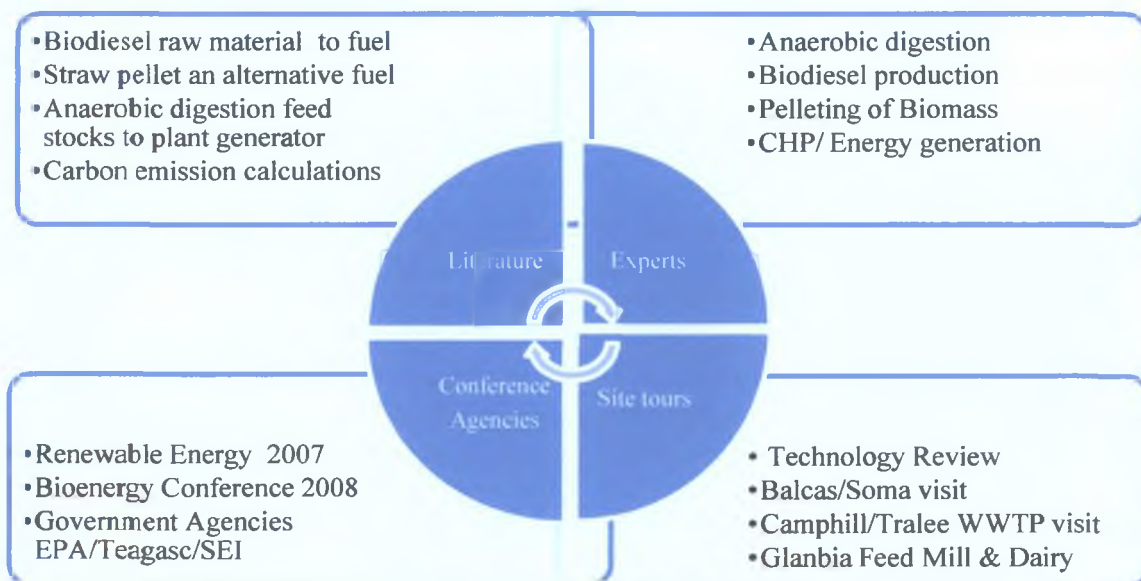 •Biodiesel raw material to fuel
•Straw pellet an alternative fuel
•Anaerobic digestion feed
stocks to plant generator
•Carbon emission calculations
•Anaerobic digestion
•Biodiesel production
•Pelleting of Biomass
•CHP/ Energy generation
Literature
Experts
Conference
Agencies
Site tours
•Renewable Energy 2007
•Bioenergy Conference 2008
•Government Agencies
EPA/Teagasc/SEI
• Technology Review
•Balcas/Soma visit
•Camphill/Tralee WWTP visit
•Glanbia Feed Mill & Dairy